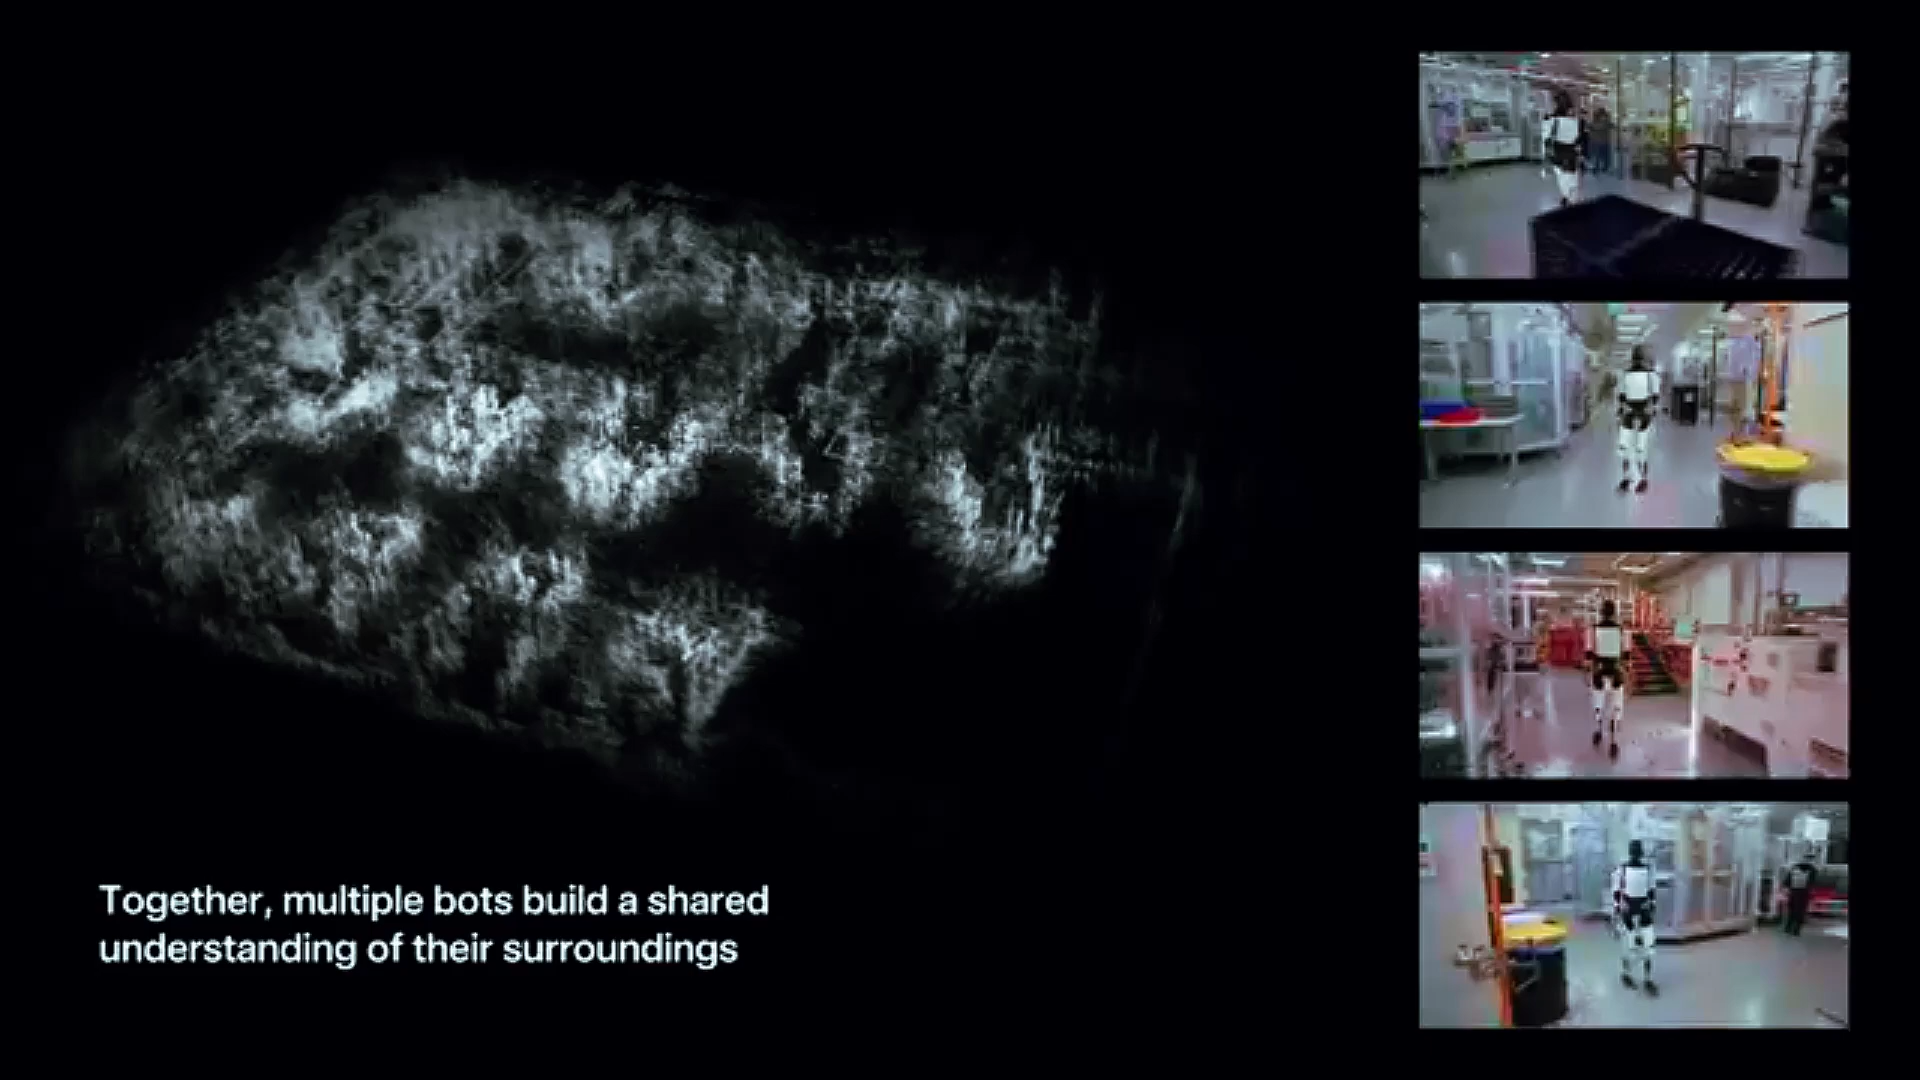 Together, multiple bots build a shared
understanding of their surroundings